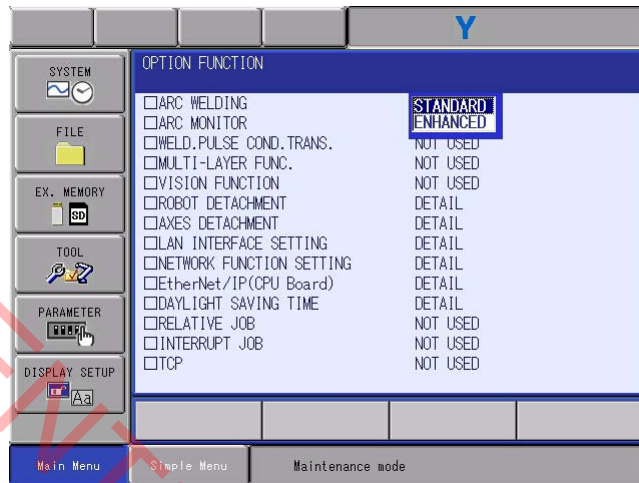 Y
SYSTEM
FILE
EX. MEMORY
SD
TOOL
PARAMETER
DISPLAY SETUP
Aa
OPTION FUNCTION
ARC WELDING STANDARD
ARC MONITOR ENHANCED
WELD.PULSE COND.TRANS. NOT USED
MULTI-LAYER FUNC. NOT USED
VISION FUNCTION NOT USED
ROBOT DETACHMENT DETAIL
AXES DETACHMENT DETAIL
LAN INTERFACE SETTING DETAIL
NETWORK FUNCTION SETTING DETAIL
EtherNet/IP(CPU Board) DETAIL
DAYLIGHT SAVING TIME DETAIL
RELATIVE JOB NOT USED
INTERRUPT JOB NOT USED
TCP NOT USED
Main Menu Simple Menu Maintenance mode